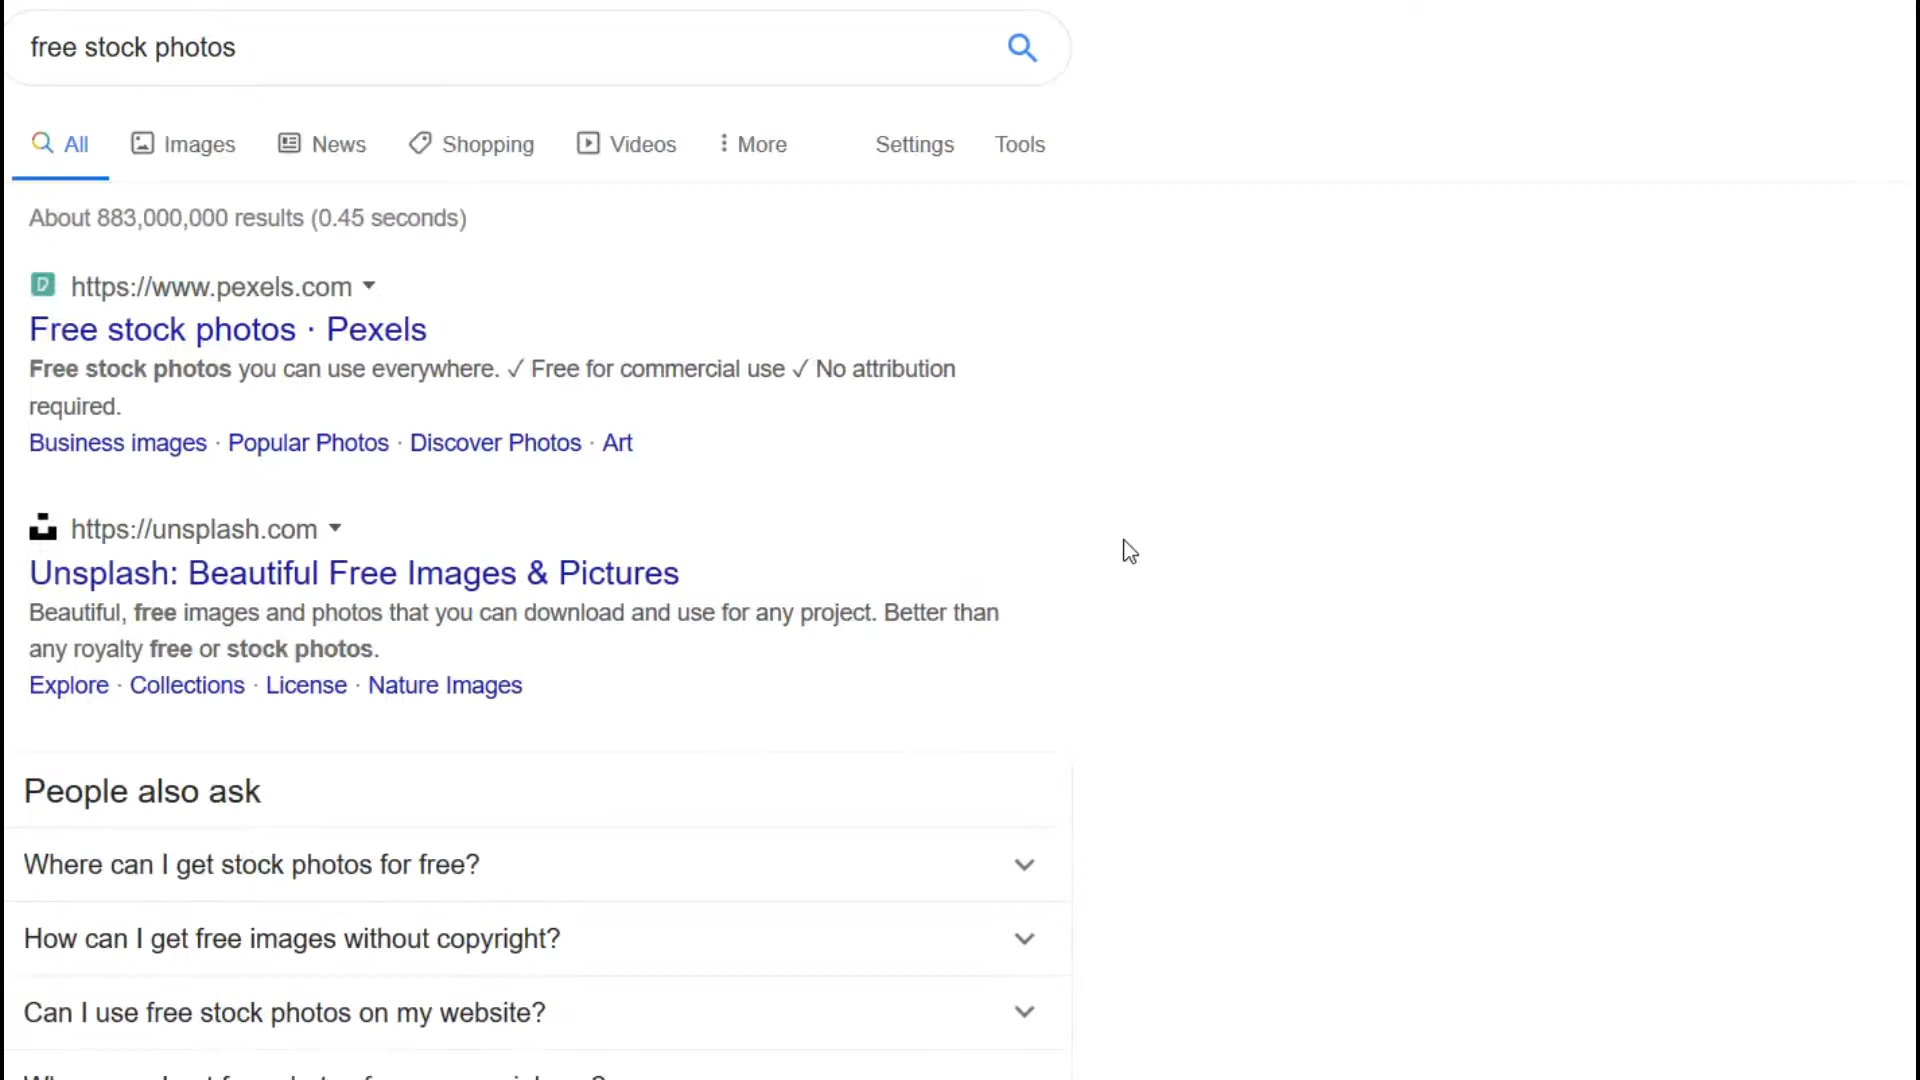 free stock photos
All Images News Shopping Videos More Settings Tools
About 883,000,000 results (0.45 seconds)
https://www.pexels.com
Free stock photos · Pexels
Free stock photos you can use everywhere. ✓ Free for commercial use ✓ No attribution
required.
Business images · Popular Photos · Discover Photos · Art
https://unsplash.com
Unsplash: Beautiful Free Images & Pictures
Beautiful, free images and photos that you can download and use for any project. Better than
any royalty free or stock photos.
Explore · Collections · License · Nature Images
People also ask
Where can I get stock photos for free?
How can I get free images without copyright?
Can I use free stock photos on my website?